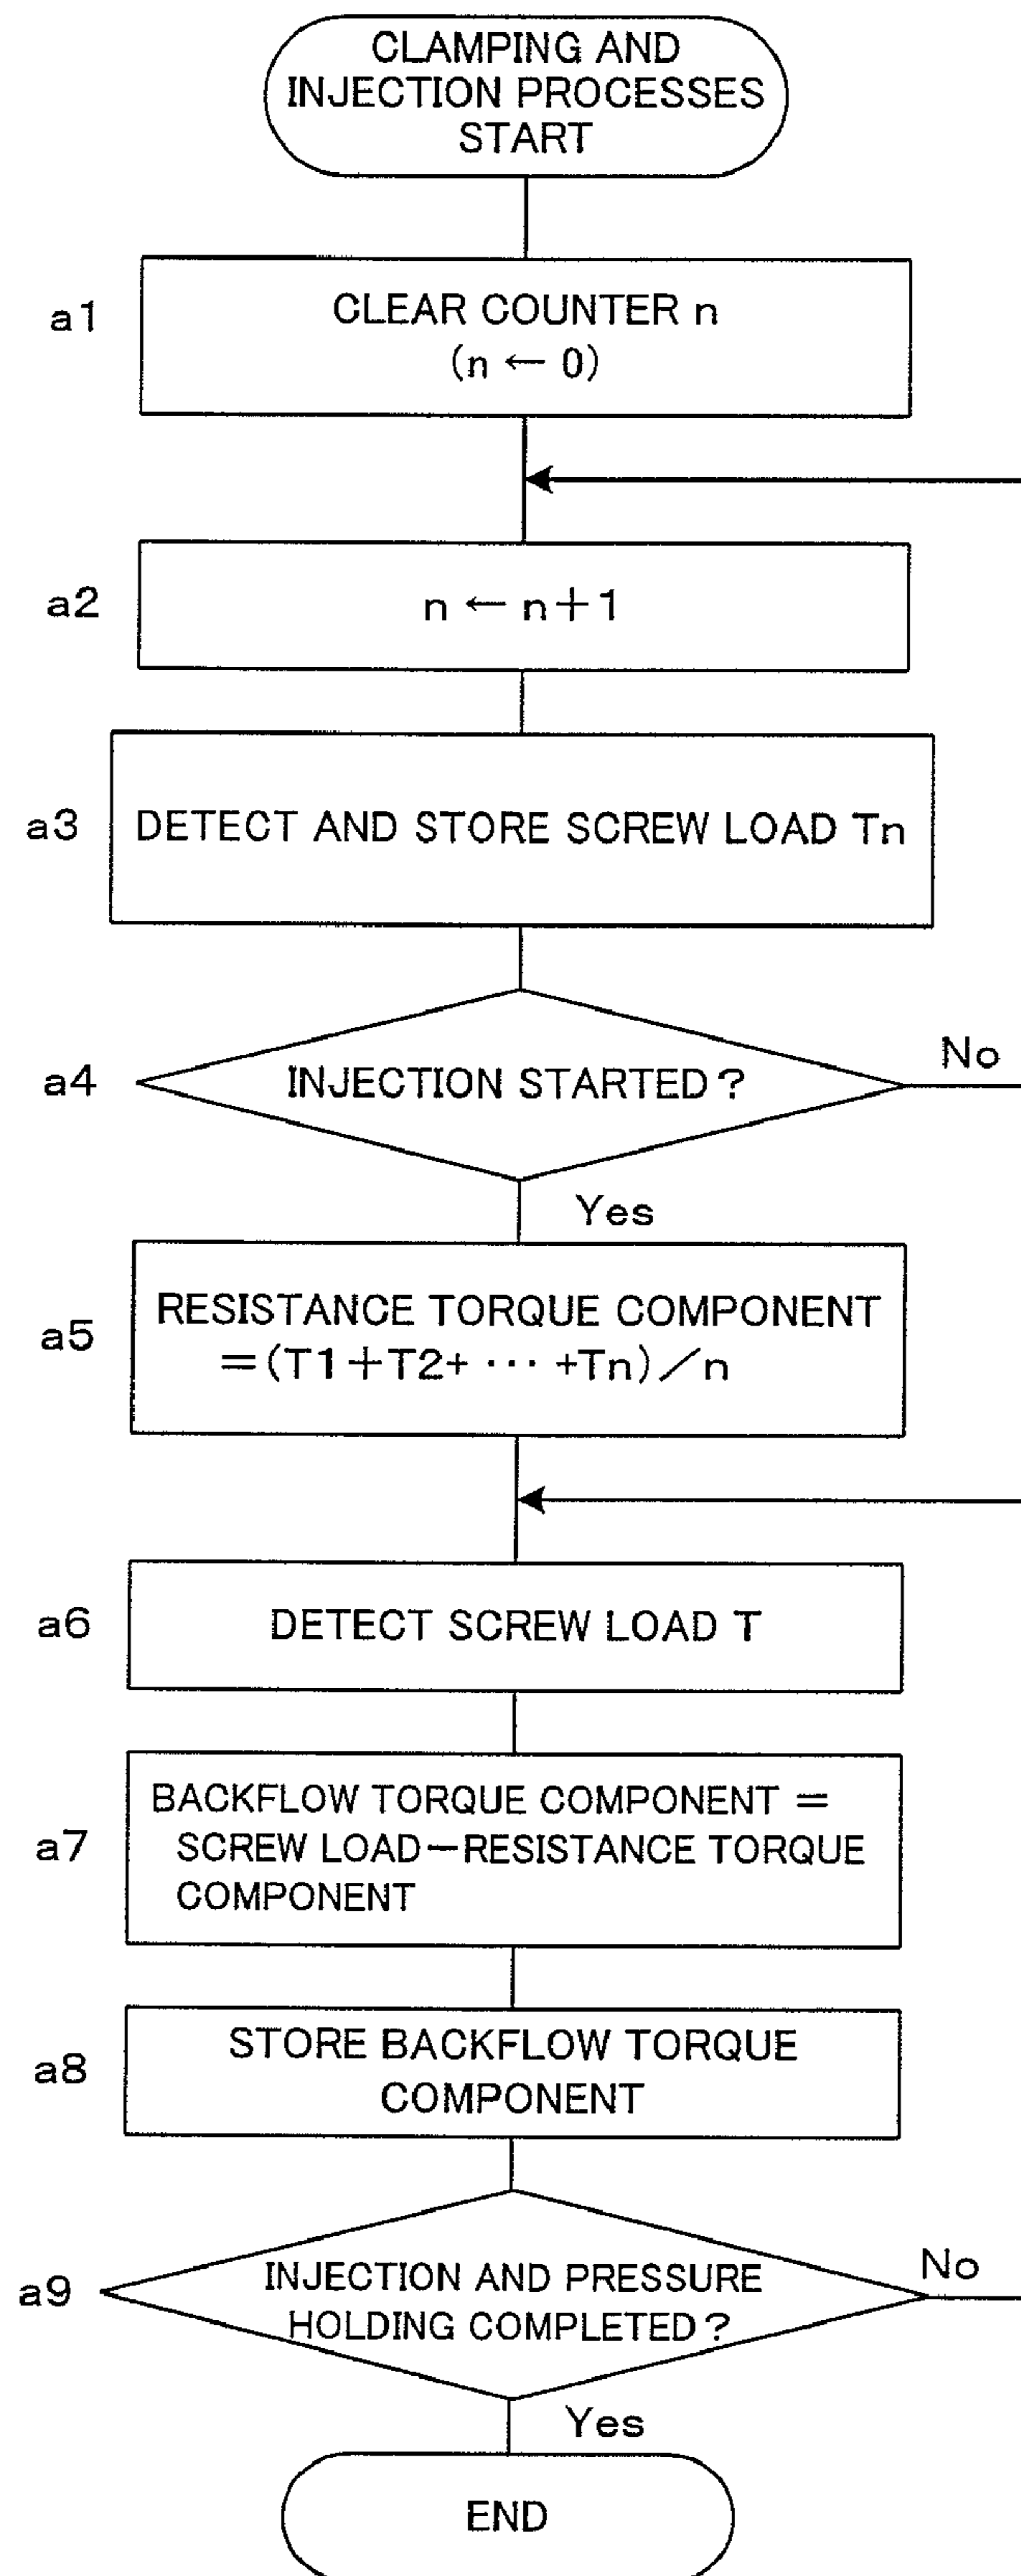 CLAMPING AND
INJECTION PROCESSES
START
a1
CLEAR COUNTER n
(n ← 0)
a2
n ← n+1
a3
DETECT AND STORE SCREW LOAD Tn
a4
INJECTION STARTED?
No
Yes
a5
RESISTANCE TORQUE COMPONENT
=(T1+T2+ ··· +Tn)/n
a6
DETECT SCREW LOAD T
a7
BACKFLOW TORQUE COMPONENT =
SCREW LOAD-RESISTANCE TORQUE
COMPONENT
a8
STORE BACKFLOW TORQUE
COMPONENT
a9
INJECTION AND PRESSURE
HOLDING COMPLETED?
No
Yes
END